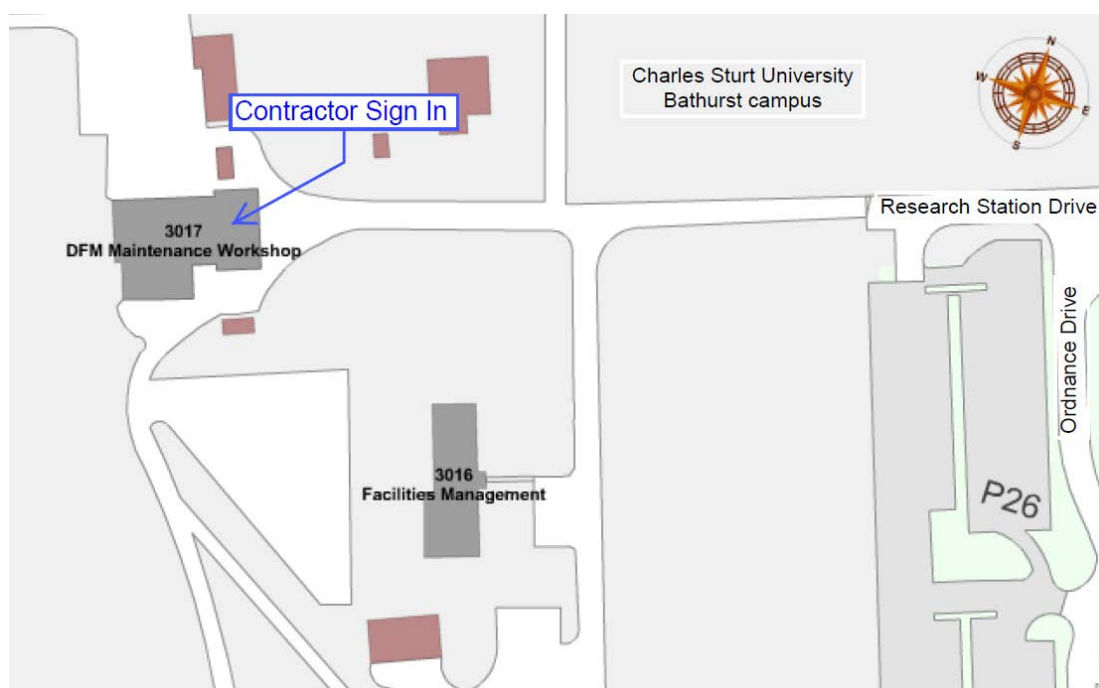 Charles Sturt University
Bathurst campus
N
W
E
S
Contractor Sign In
Research Station Drive
3017
DFM Maintenance Workshop
Ordnance Drive
3016
Facilities Management
P26